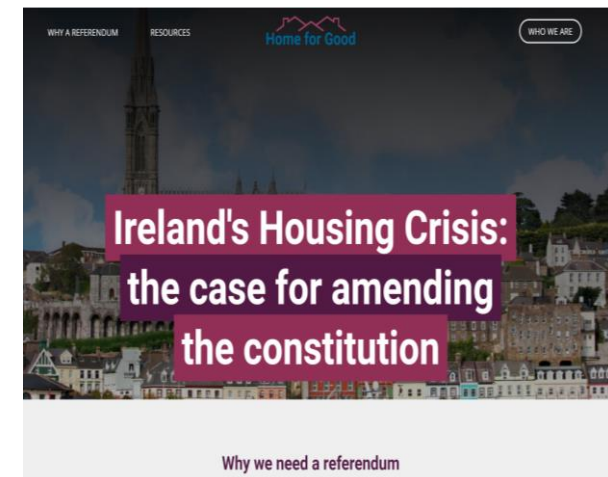 WHY A REFERENDUM
RESOURCES
Home for Good
WHO WE ARE
Ireland's Housing Crisis:
the case for amending
the constitution
Why we need a referendum